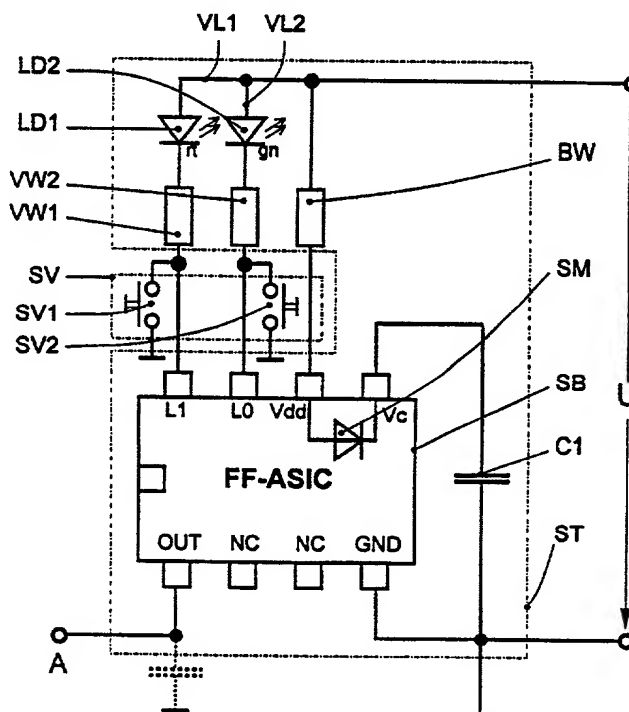 VL1 VL2
LD2
LD1
rt gn
BW
VW2
VW1
SV
SM
SV1
SV2
L1 L0 Vdd Vc
SB
C1
FF-ASIC
OUT NC NC GND
ST
A
U